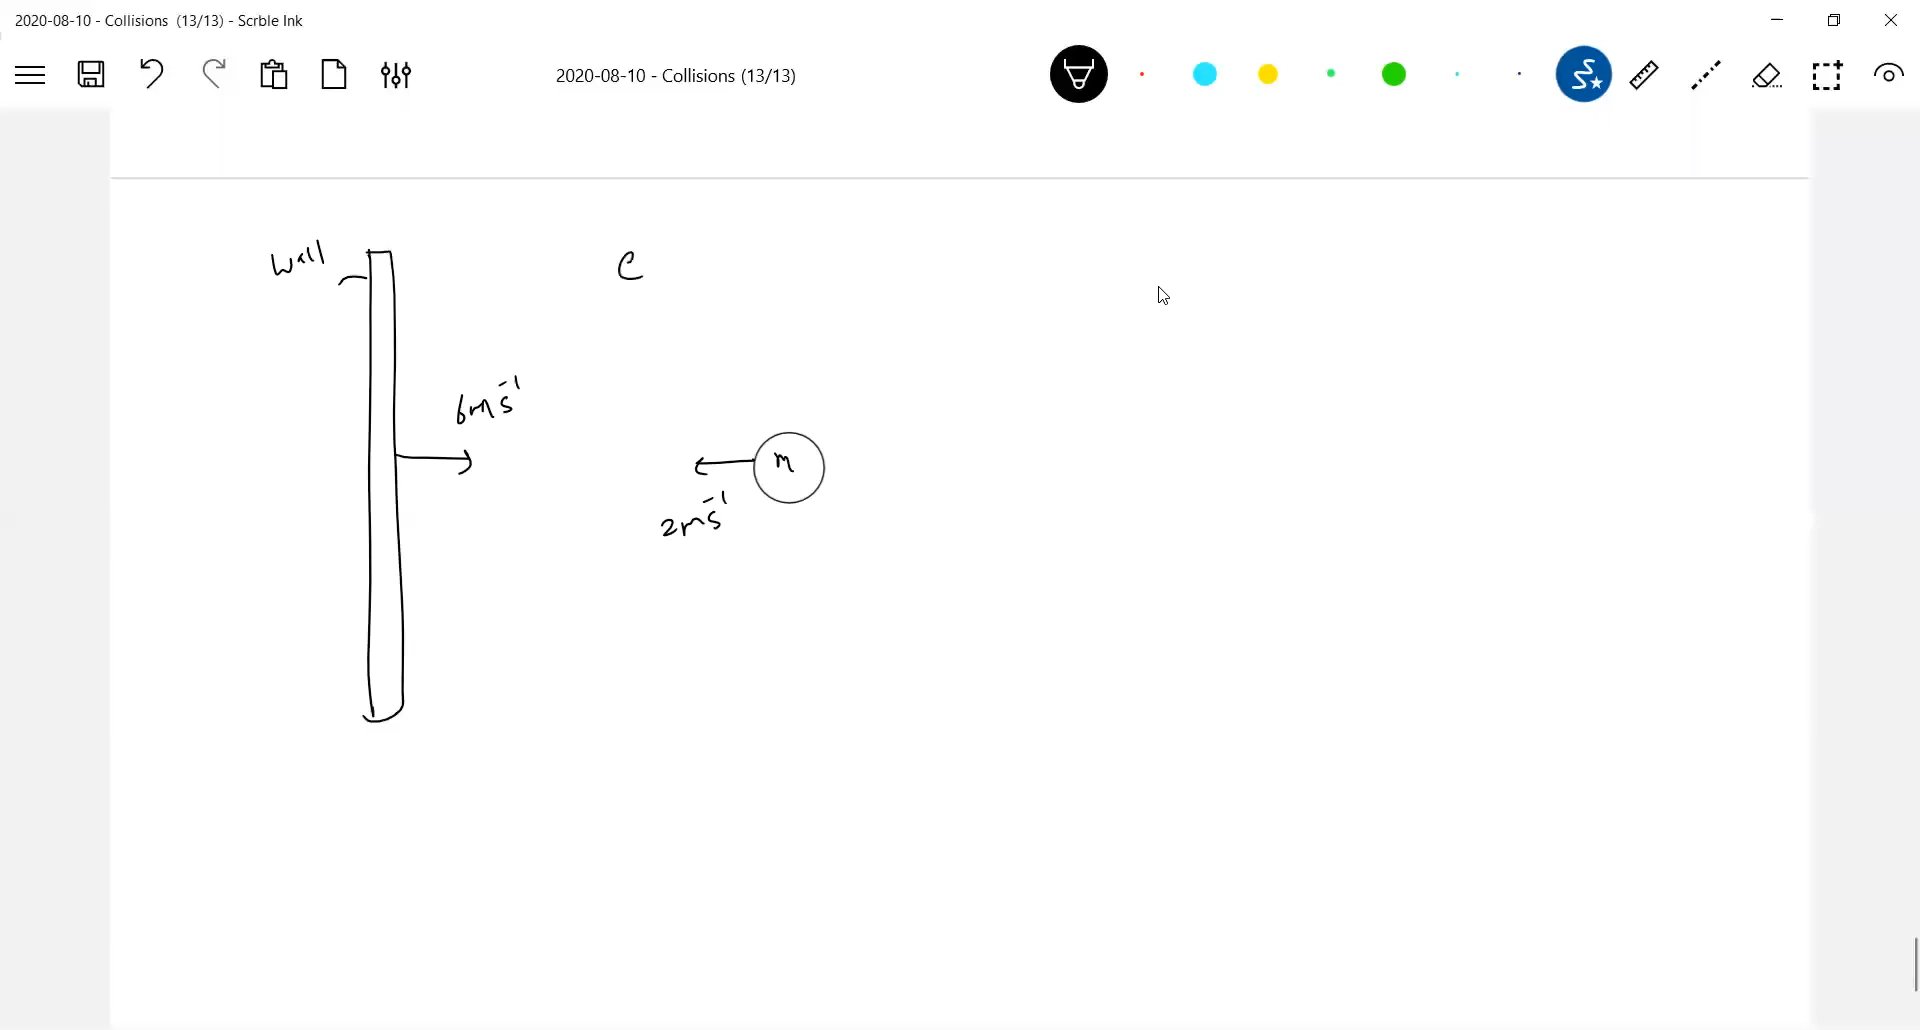 2020-08-10 - Collisions (13/13) - Scrble Ink
2020-08-10 - Collisions (13/13)
Wall
e
6ms⁻¹
m
2ms⁻¹